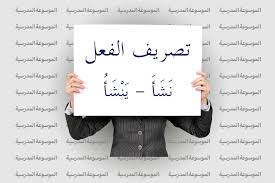 تصريف الفعل
نَشَأَ – يَنْشَأُ
الموسوعة المدرسية